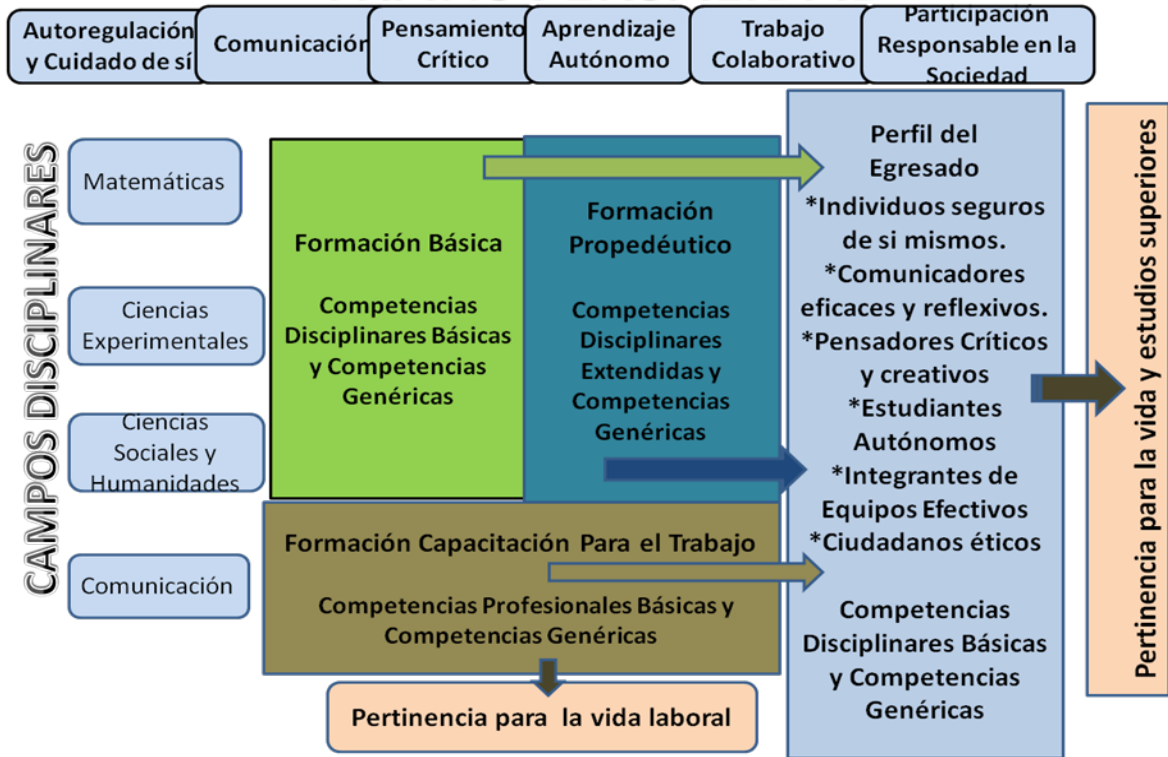 Autoregulación
y Cuidado de sí
Comunicación
Pensamiento
Crítico
Aprendizaje
Autónomo
Trabajo
Colaborativo
Participación
Responsable en la
Sociedad
CAMPOS DISCIPLINARES
Matemáticas
Ciencias
Experimentales
Ciencias
Sociales y
Humanidades
Comunicación
Formación Básica
Competencias
Disciplinares Básicas
y Competencias
Genéricas
Formación
Propedéutico
Competencias
Disciplinares
Extendidas y
Competencias
Genéricas
Formación Capacitación Para el Trabajo
Competencias Profesionales Básicas y
Competencias Genéricas
Pertinencia para la vida laboral
Perfil del
Egresado
*Individuos seguros
de si mismos.
*Comunicadores
eficaces y reflexivos.
*Pensadores Críticos
y creativos
*Estudiantes
Autónomos
*Integrantes de
Equipos Efectivos
*Ciudadanos éticos
Competencias
Disciplinares Básicas
y Competencias
Genéricas
Pertinencia para la vida y estudios superiores